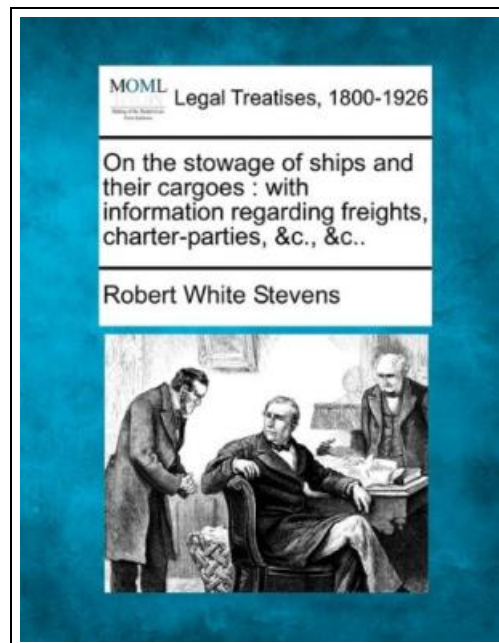 MOML
Legal Treatises, 1800-1926
On the stowage of ships and
their cargoes : with
information regarding freights,
charter-parties, &c., &c..
Robert White Stevens